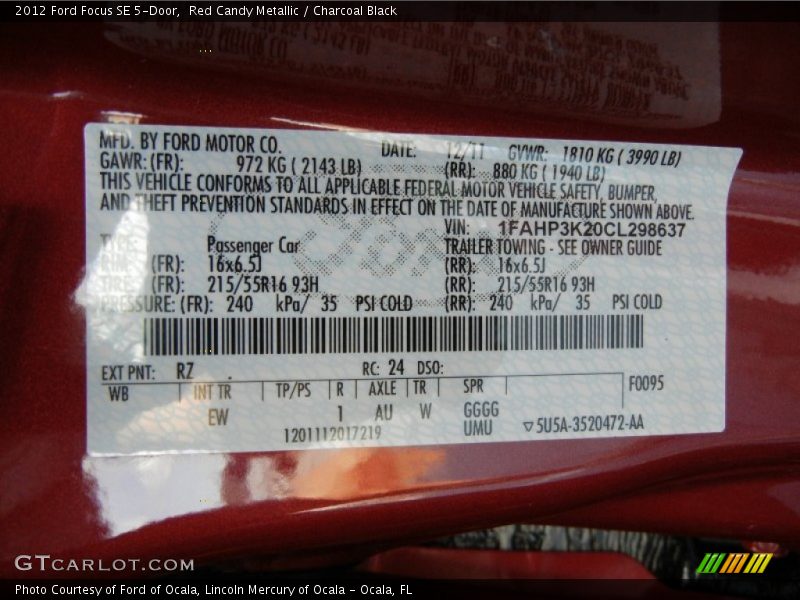 2012 Ford Focus SE 5-Door, Red Candy Metallic / Charcoal Black
MFD. BY FORD MOTOR CO. DATE: 12/11 GVWR: 1810 KG ( 3990 LB)
GAWR: (FR): 972 KG ( 2143 LB) (RR): 880 KG ( 1940 LB)
THIS VEHICLE CONFORMS TO ALL APPLICABLE FEDERAL MOTOR VEHICLE SAFETY, BUMPER,
AND THEFT PREVENTION STANDARDS IN EFFECT ON THE DATE OF MANUFACTURE SHOWN ABOVE.
VIN: 1FAHP3K20CL298637
TYPE: Passenger Car TRAILER TOWING - SEE OWNER GUIDE
RIM: (FR): 16x6.5J (RR): 16x6.5J
TIRE: (FR): 215/55R16 93H (RR): 215/55R16 93H
PRESSURE: (FR): 240 kPa/ 35 PSI COLD (RR): 240 kPa/ 35 PSI COLD
EXT PNT: RZ RC: 24 DSO:
WB INT TR TP/PS R AXLE TR SPR F0095
EW 1 AU W GGGG
1201112017219 UMU ▽5U5A-3520472-AA
GTCARLOT.COM
Photo Courtesy of Ford of Ocala, Lincoln Mercury of Ocala - Ocala, FL